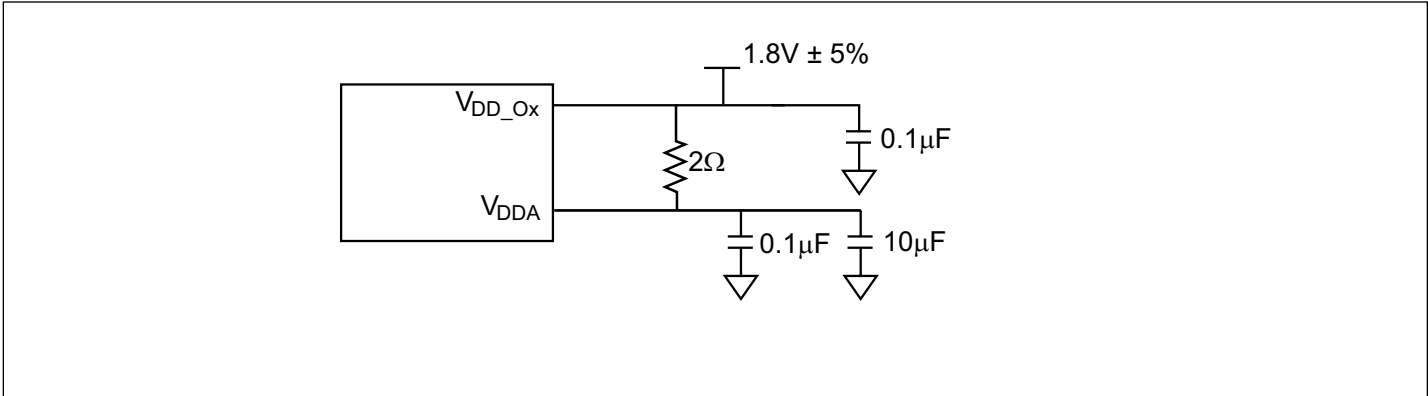 1.8V ± 5%
V_DD_Ox
0.1µF
2Ω
V_DDA
0.1µF
10µF